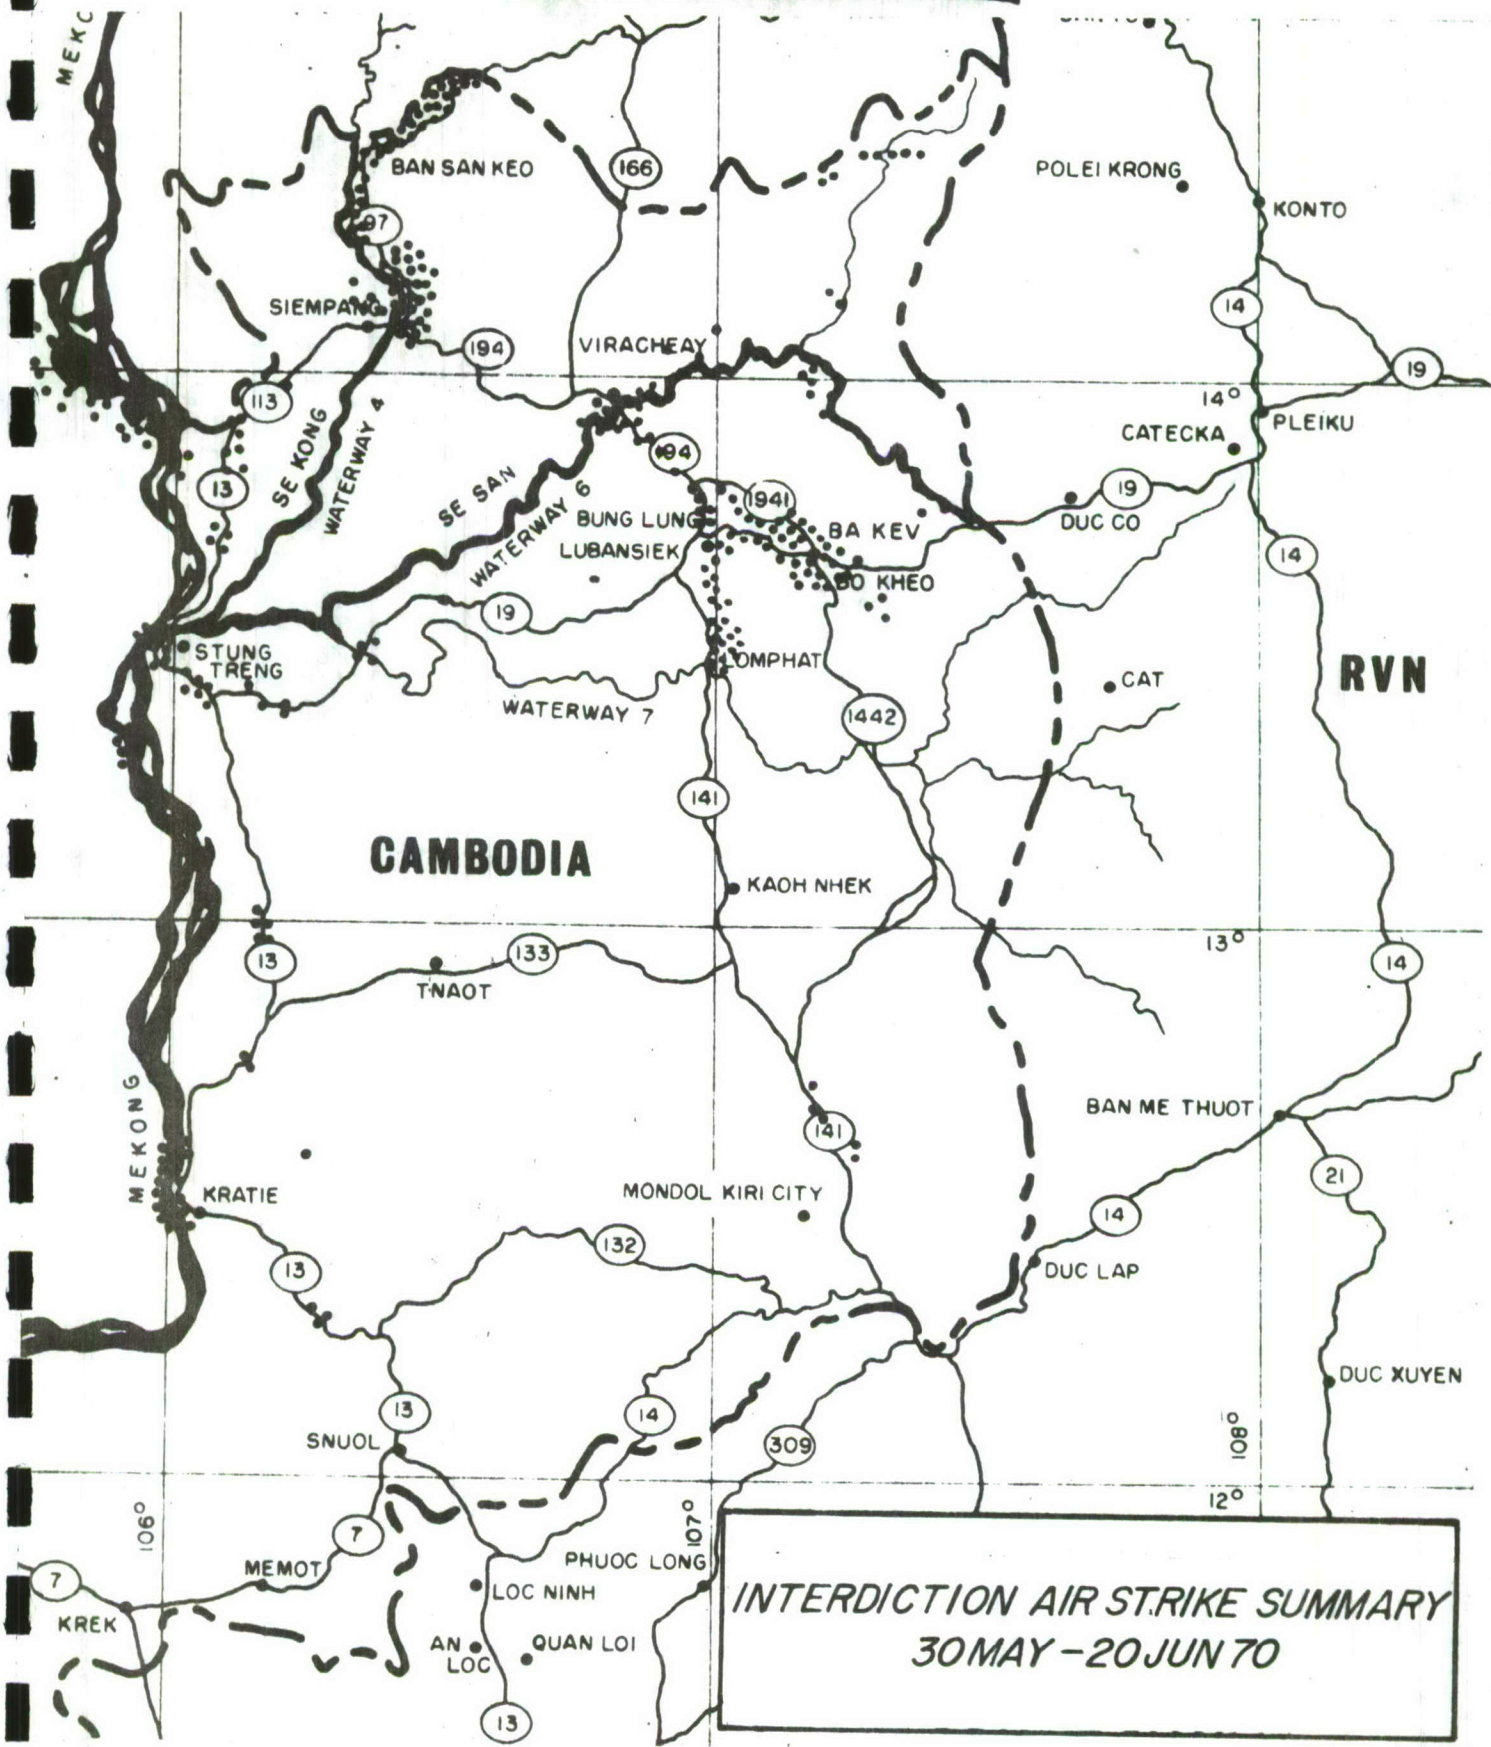 MEKO
BAN SAN KEO
166
POLEI KRONG
KONTO
97
SIEMPANG
14
194
VIRACHEAY
19
14°
113
PLEIKU
CATECKA
SE KONG
WATERWAY 4
94
13
SE SAN
WATERWAY 6
1941
19
BUNG LUNG
BA KEV
DUC CO
LUBANSIEK
14
BO KHEO
19
STUNG
TRENG
LOMPHAT
RVN
CAT
WATERWAY 7
1442
141
CAMBODIA
KAOH NHEK
13°
133
13
14
TNAOT
MEKONG
BAN ME THUOT
141
21
KRATIE
MONDOL KIRI CITY
14
132
13
DUC LAP
DUC XUYEN
13
14
SNUOL
309
108°
12°
106°
107°
7
PHUOC LONG
MEMOT
7
LOC NINH
KREK
AN
LOC
QUAN LOI
13
INTERDICTION AIR STRIKE SUMMARY
30 MAY - 20 JUN 70